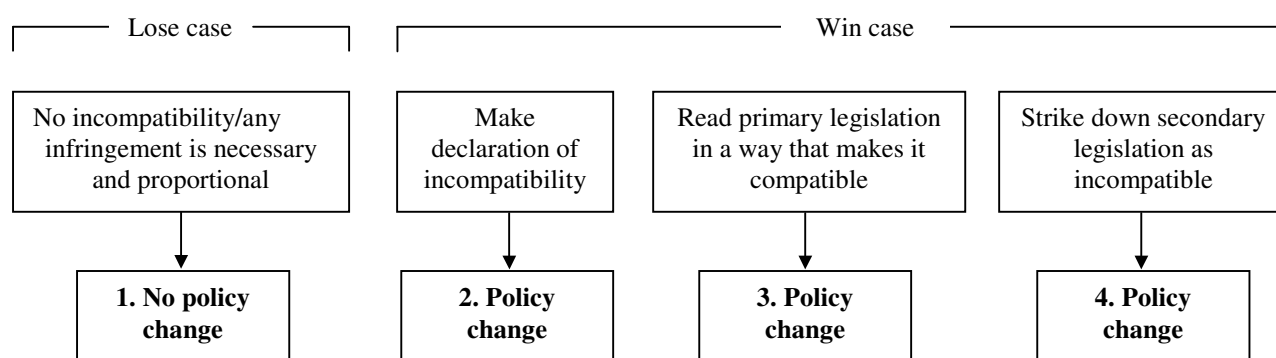 Lose case
Win case
No incompatibility/any
infringement is necessary
and proportional
Make
declaration of
incompatibility
Read primary legislation
in a way that makes it
compatible
Strike down secondary
legislation as
incompatible
1. No policy
change
2. Policy
change
3. Policy
change
4. Policy
change